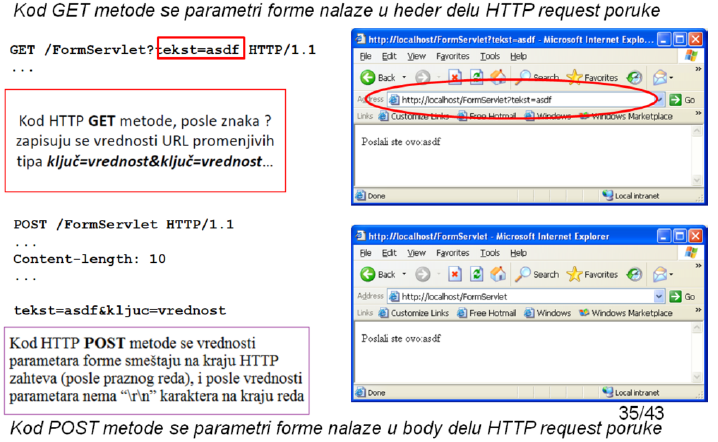 Kod GET metode se parametri forme nalaze u heder delu HTTP request poruke
GET /FormServlet?tekst=asdf HTTP/1.1
...
Kod HTTP GET metode, posle znaka ?
zapisuju se vrednosti URL promenjivih
tipa ključ=vrednost&ključ=vrednost...
http://localhost/FormServlet?tekst=asdf - Microsoft Internet Explo...
File Edit View Favorites Tools Help
Back Search Favorites
Address http://localhost/FormServlet?tekst=asdf Go
Links Customize Links Free Hotmail Windows Windows Marketplace
Poslali ste ovo:asdf
Done Local intranet
POST /FormServlet HTTP/1.1
...
Content-length: 10
...
tekst=asdf&kljuc=vrednost
Kod HTTP POST metode se vrednosti
parametara forme smeštaju na kraju HTTP
zahteva (posle praznog reda), i posle vrednosti
parametara nema “\r\n” karaktera na kraju reda
http://localhost/FormServlet - Microsoft Internet Explorer
File Edit View Favorites Tools Help
Back Search Favorites
Address http://localhost/FormServlet Go
Links Customize Links Free Hotmail Windows Windows Marketplace
Poslali ste ovo:asdf
Done Local intranet
35/43
Kod POST metode se parametri forme nalaze u body delu HTTP request poruke